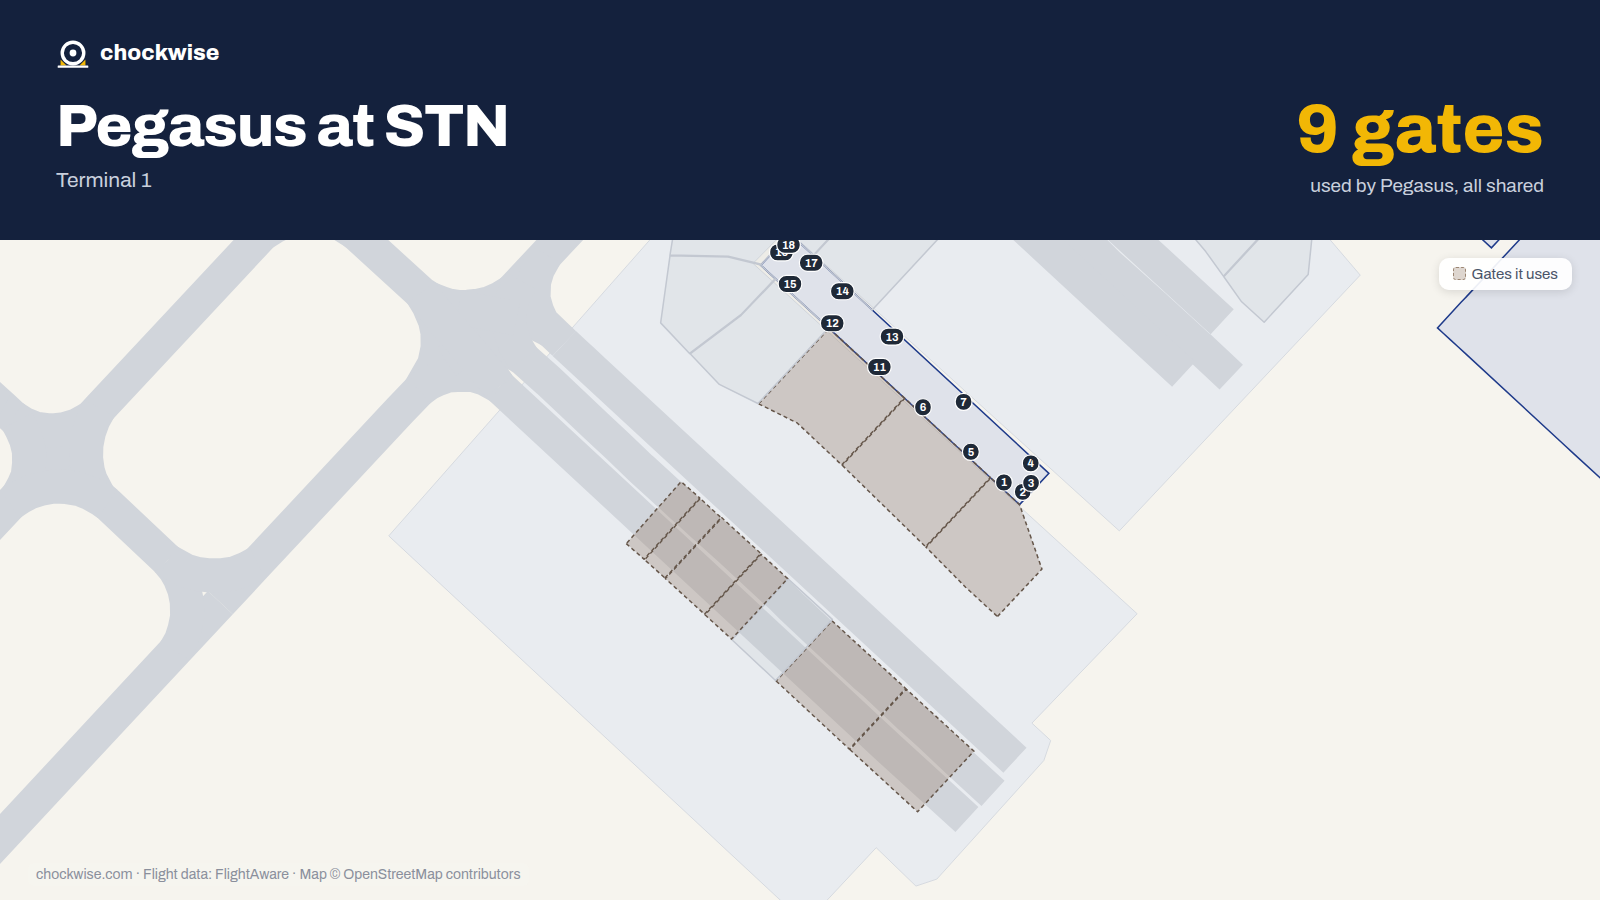 chockwise
Pegasus at STN
Terminal 1
9 gates
used by Pegasus, all shared
Gates it uses
18
17
15
14
12
13
11
6
7
5
4
1
2
3
chockwise.com · Flight data: FlightAware · Map © OpenStreetMap contributors